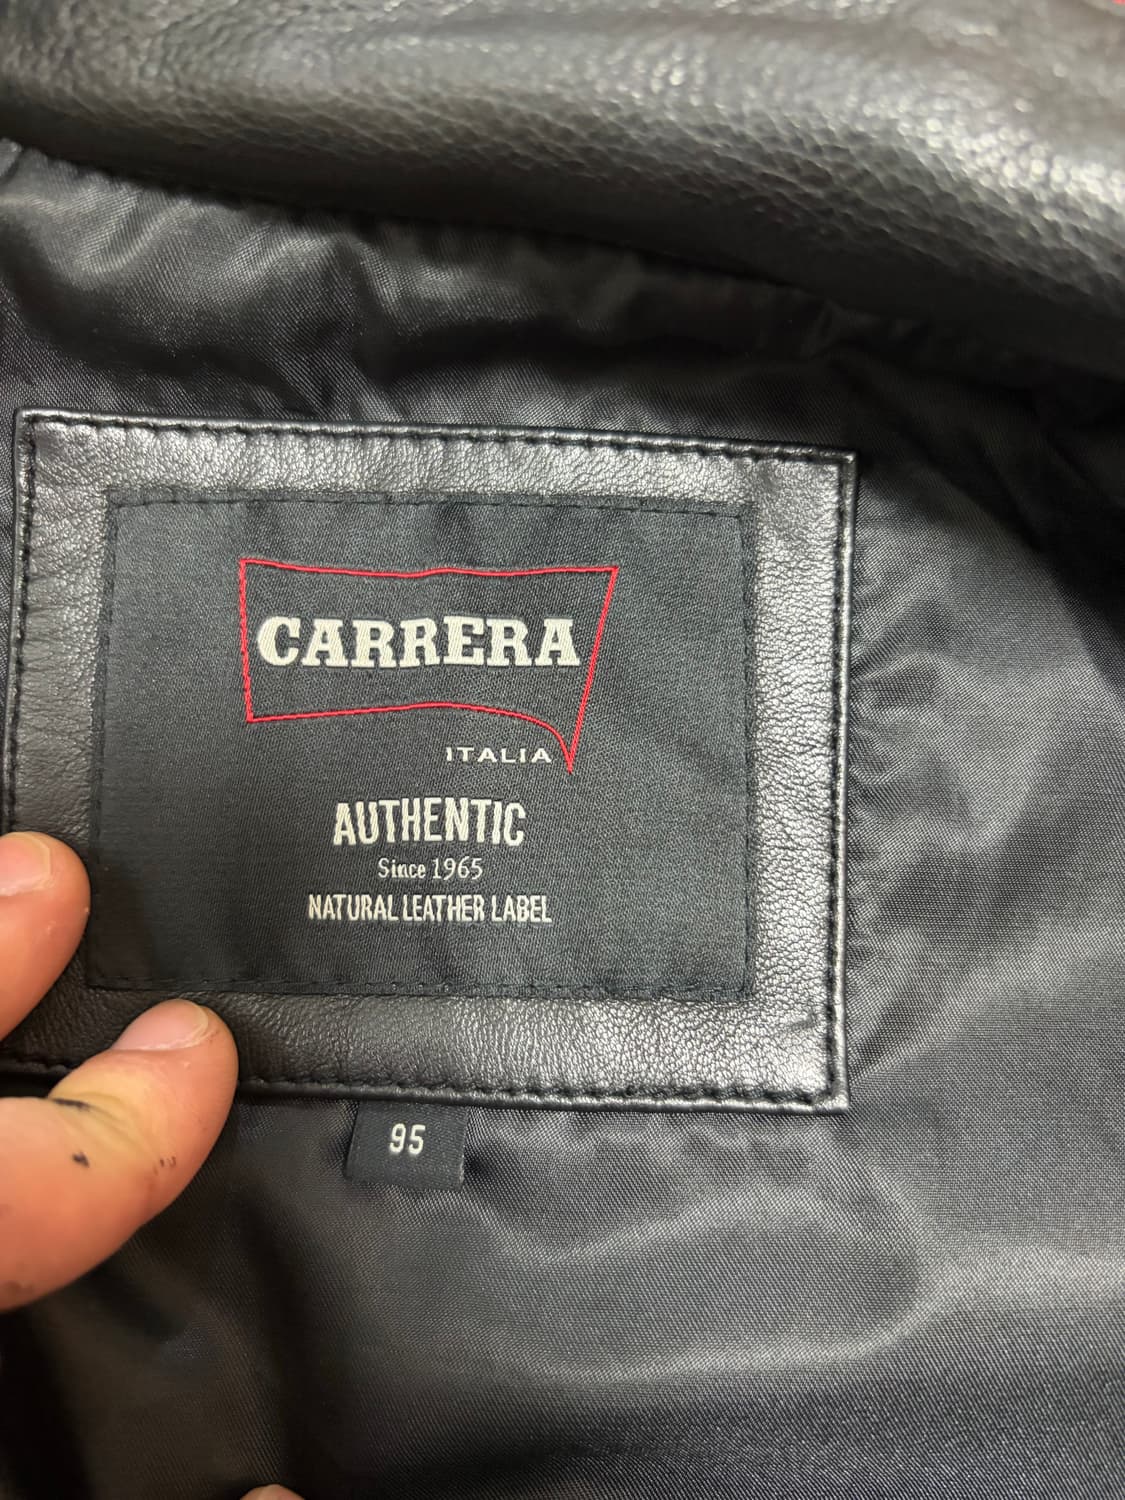 CARRERA
ITALIA
AUTHENTIC
Since 1965
NATURAL LEATHER LABEL
95